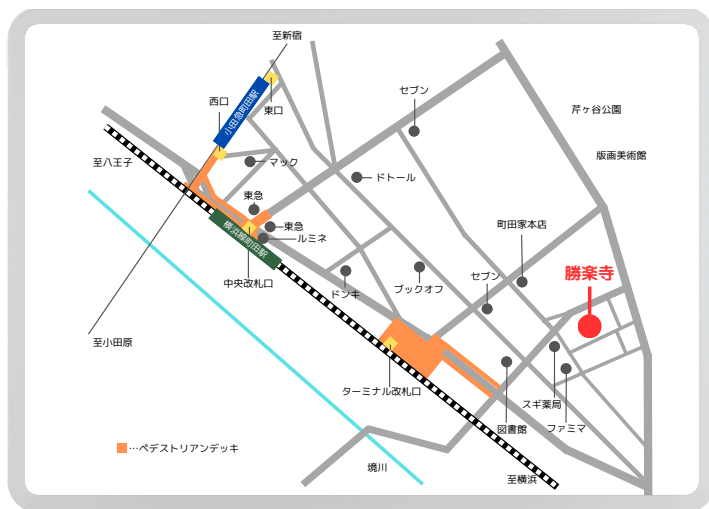 至新宿
セブン
西口
小田急町田駅
東口
芹ヶ谷公園
版画美術館
至八王子
マック
ドトール
東急
東急
ルミネ
横浜線町田駅
町田家本店
勝楽寺
中央改札口
ドンキ
ブックオフ
セブン
至小田原
ターミナル改札口
スギ薬局
図書館
ファミマ
…ペデストリアンデッキ
境川
至横浜